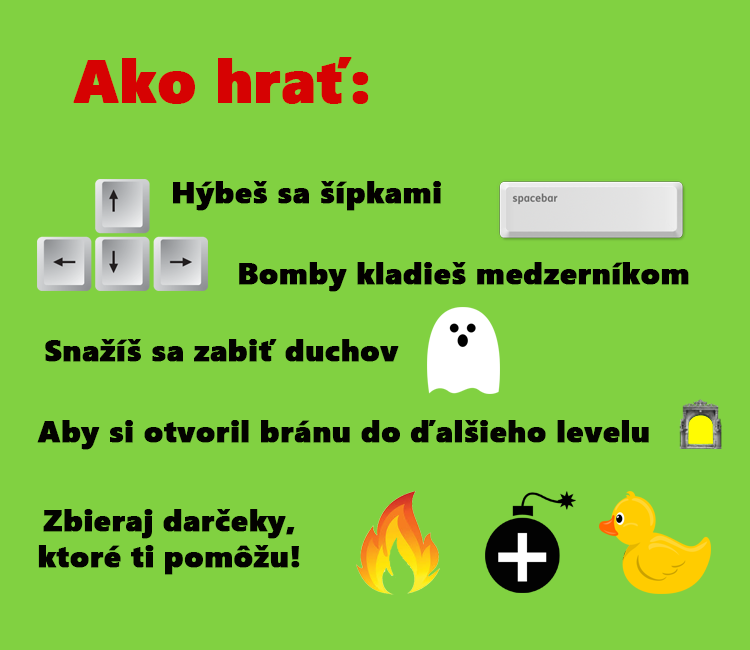 Ako hrať:
Hýbeš sa šípkami
spacebar
Bomby kladieš medzerníkom
Snažíš sa zabiť duchov
Aby si otvoril bránu do ďalšieho levelu
Zbieraj darčeky,
ktoré ti pomôžu!